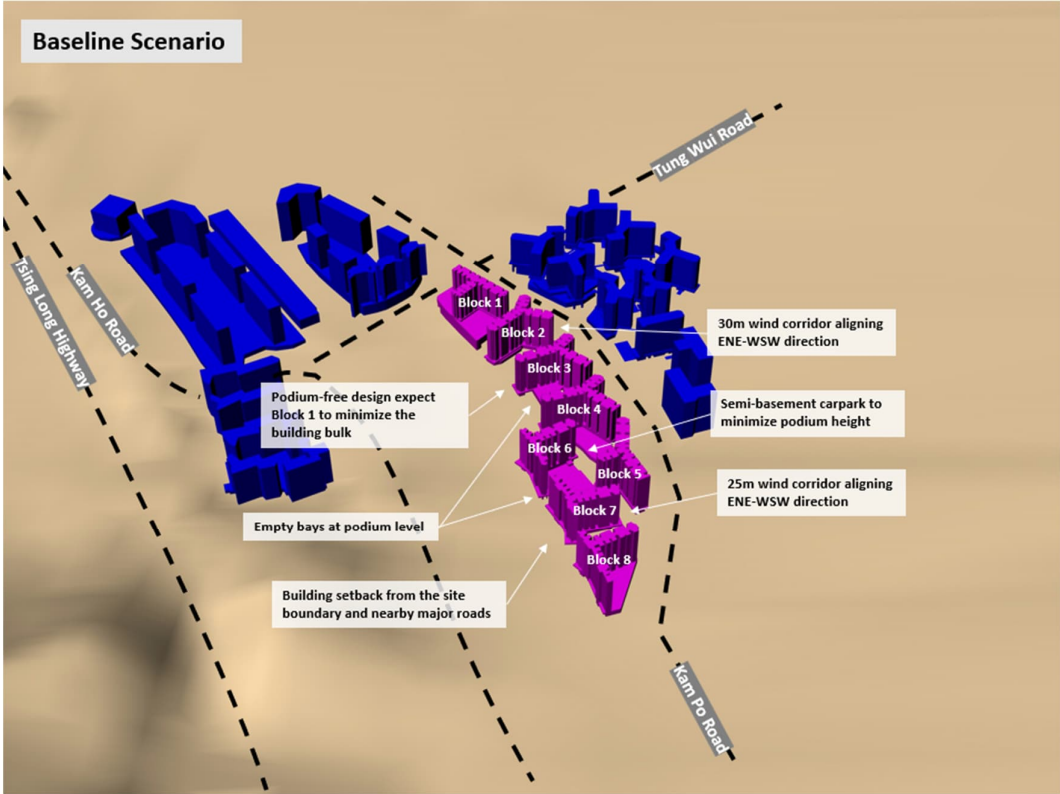 Baseline Scenario
Tung Wui Road
Tsing Long Highway
Kam Ho Road
Block 1
Block 2
30m wind corridor aligning
ENE-WSW direction
Block 3
Podium-free design expect
Block 1 to minimize the
building bulk
Block 4
Semi-basement carpark to
minimize podium height
Block 6
Block 5
25m wind corridor aligning
ENE-WSW direction
Block 7
Empty bays at podium level
Block 8
Building setback from the site
boundary and nearby major roads
Kam Po Road